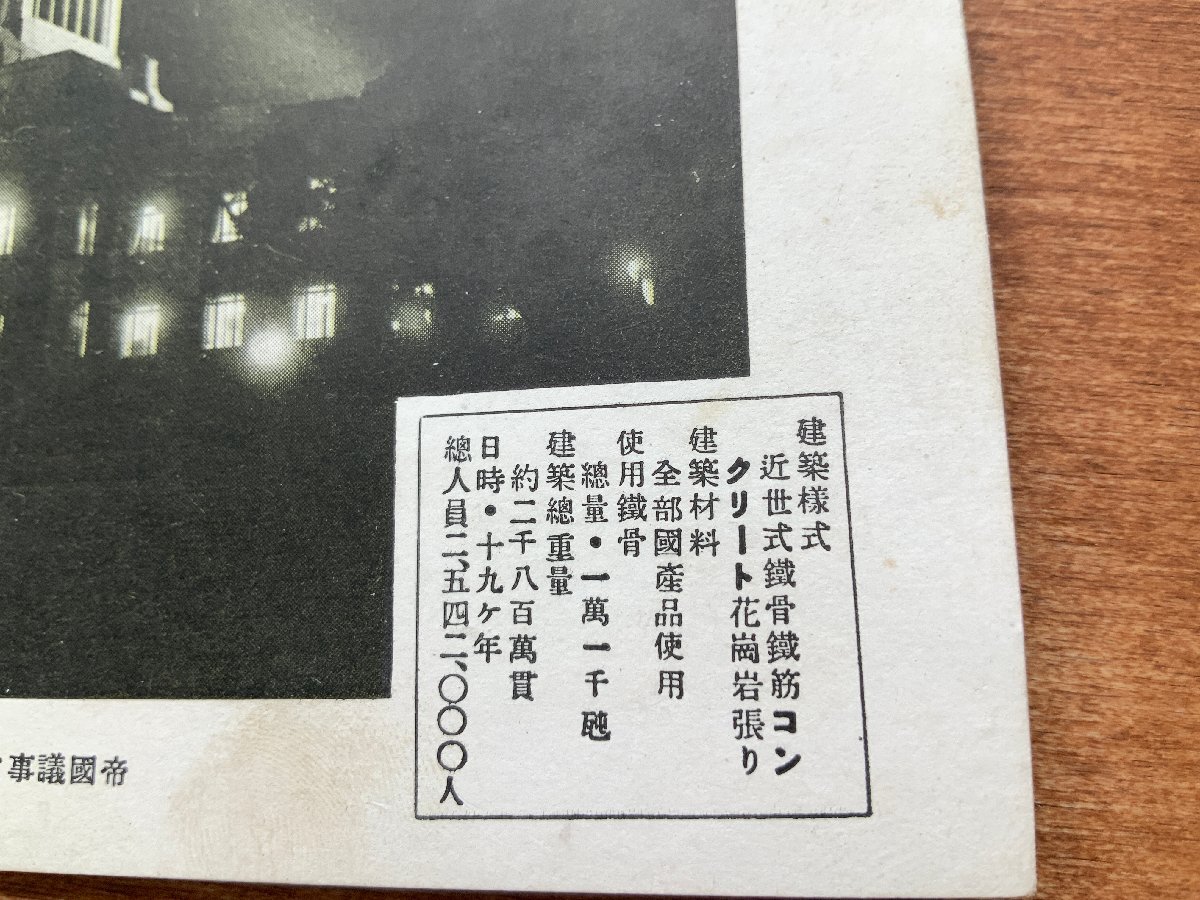 建築樣式
近世式鐵骨鐵筋コン
クリート花崗岩張り
建築材料
全部國產品使用
使用鐵骨
總量・一萬一千砘
建築總重量
約二千八百萬貫
日時・十九ケ年
總人員二、五四二、〇〇〇人
帝國議事